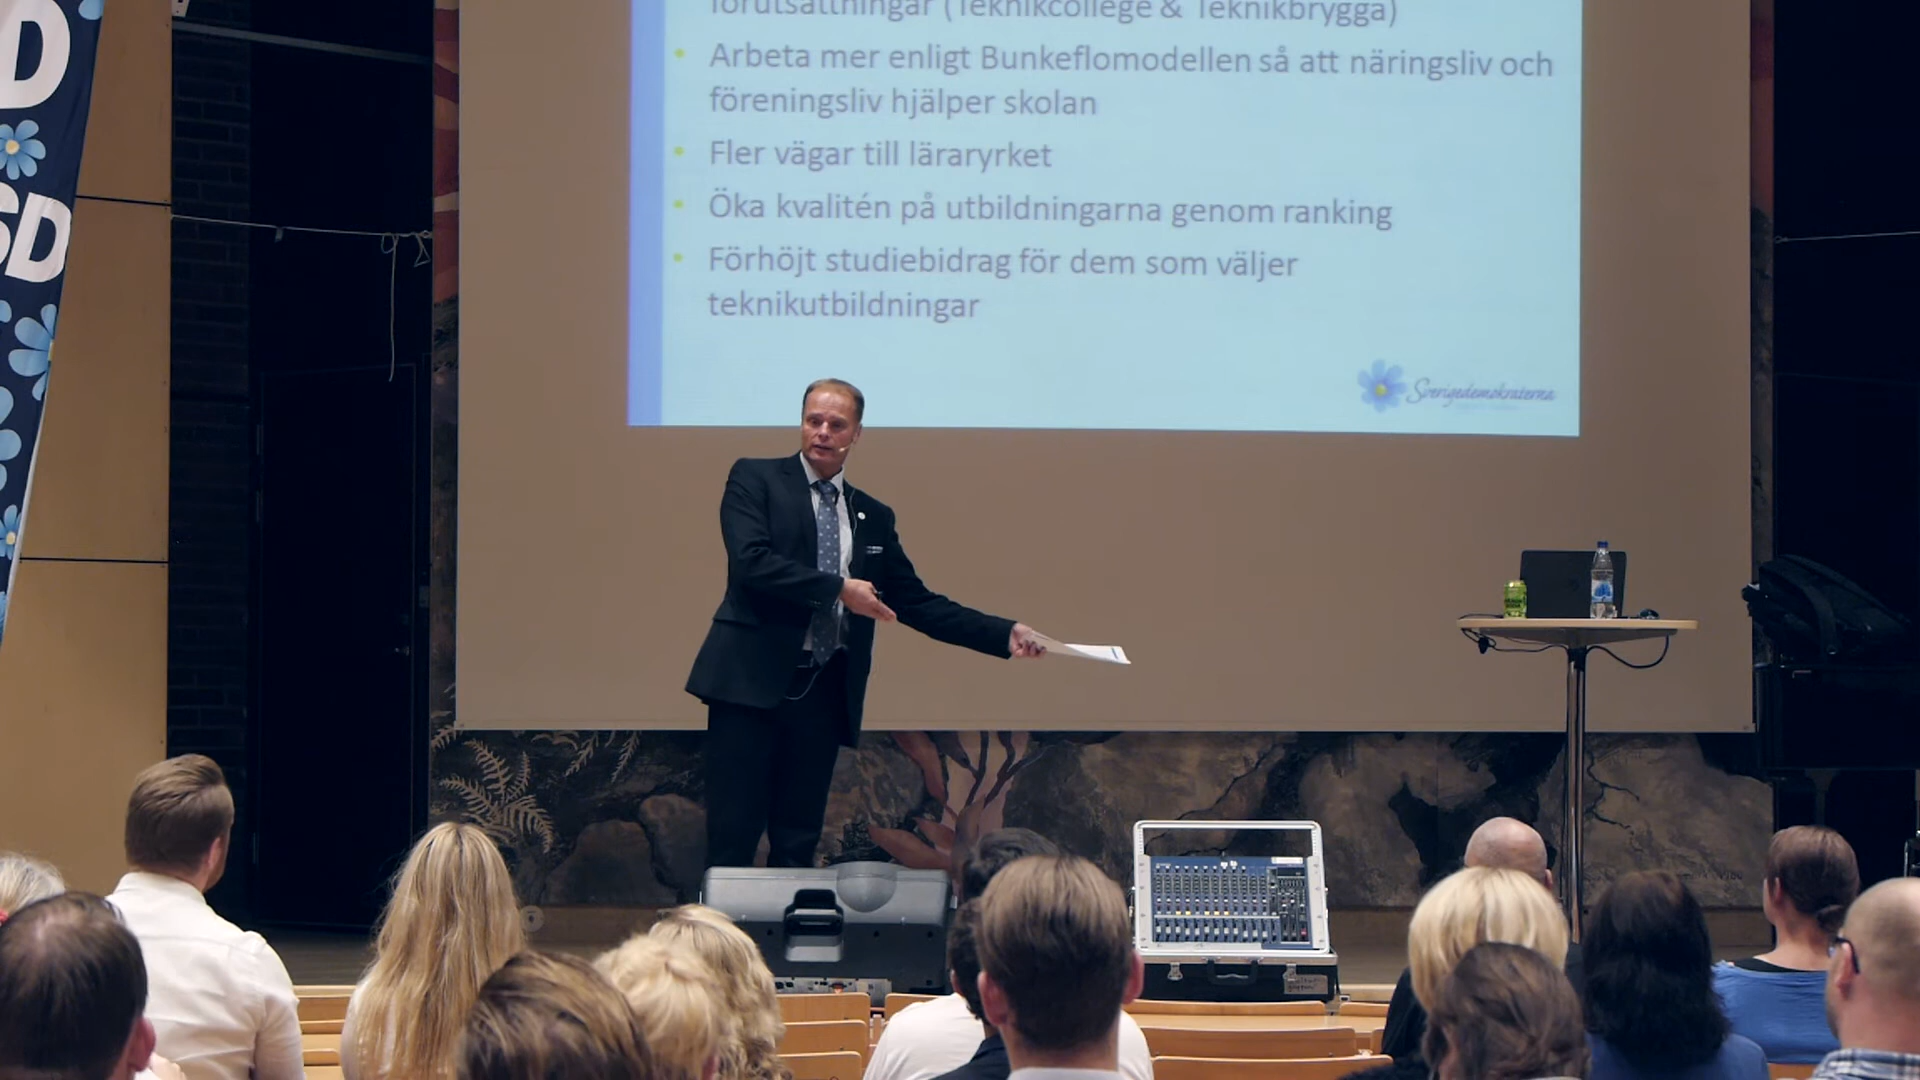 förutsättningar (Teknikcollege & Teknikbrygga)
Arbeta mer enligt Bunkeflomodellen så att näringsliv och
föreningsliv hjälper skolan
Fler vägar till läraryrket
Öka kvalitén på utbildningarna genom ranking
Förhöjt studiebidrag för dem som väljer
teknikutbildningar
Sverigedemokraterna
D
SD